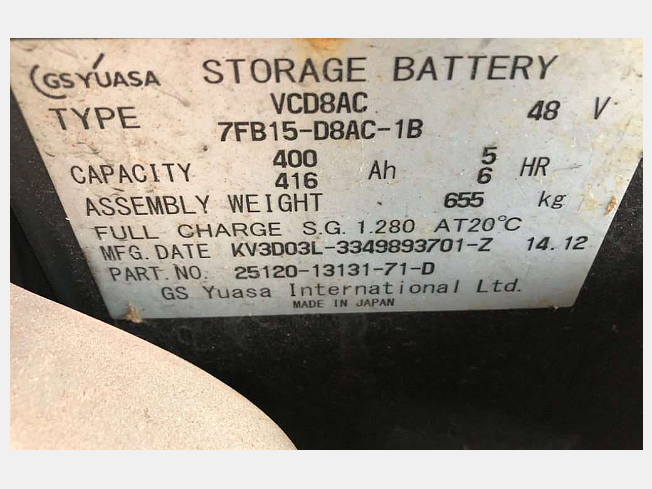 GS YUASA STORAGE BATTERY
TYPE VCD8AC 48 V
7FB15-D8AC-1B
CAPACITY 400 Ah 5 HR
416 6
ASSEMBLY WEIGHT 655 kg
FULL CHARGE S.G. 1.280 AT20°C
MFG. DATE KV3D03L-3349893701-Z 14.12
PART. NO. 25120-13131-71-D
GS Yuasa International Ltd.
MADE IN JAPAN